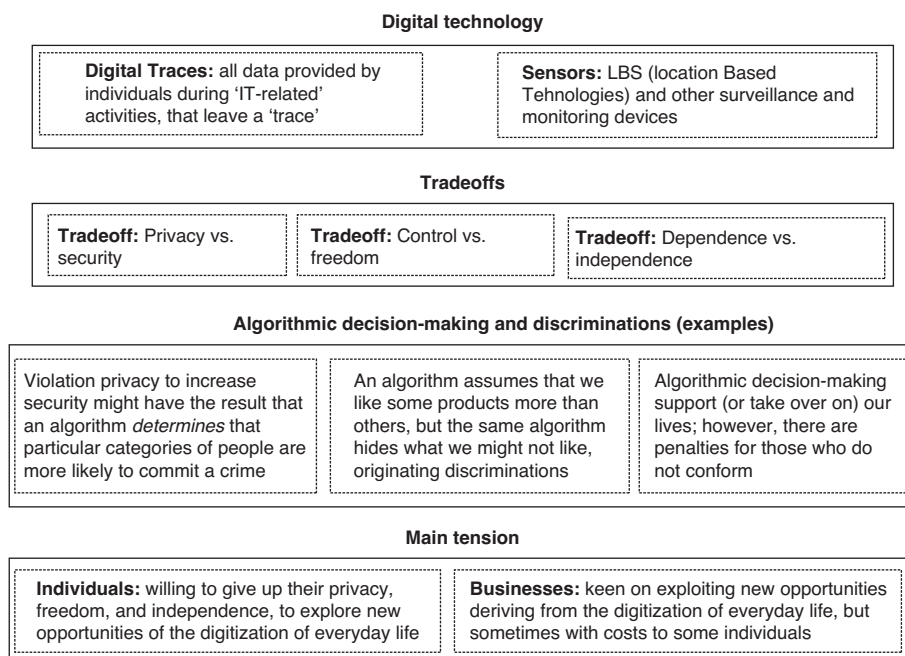 Digital technology
Digital Traces: all data provided by
individuals during ‘IT-related’
activities, that leave a ‘trace’
Sensors: LBS (location Based
Tehnologies) and other surveillance and
monitoring devices
Tradeoffs
Tradeoff: Privacy vs.
security
Tradeoff: Control vs.
freedom
Tradeoff: Dependence vs.
independence
Algorithmic decision-making and discriminations (examples)
Violation privacy to increase
security might have the result that
an algorithm determines that
particular categories of people are
more likely to commit a crime
An algorithm assumes that we
like some products more than
others, but the same algorithm
hides what we might not like,
originating discriminations
Algorithmic decision-making
support (or take over on) our
lives; however, there are
penalties for those who do
not conform
Main tension
Individuals: willing to give up their privacy,
freedom, and independence, to explore new
opportunities of the digitization of everyday life
Businesses: keen on exploiting new opportunities
deriving from the digitization of everyday life, but
sometimes with costs to some individuals